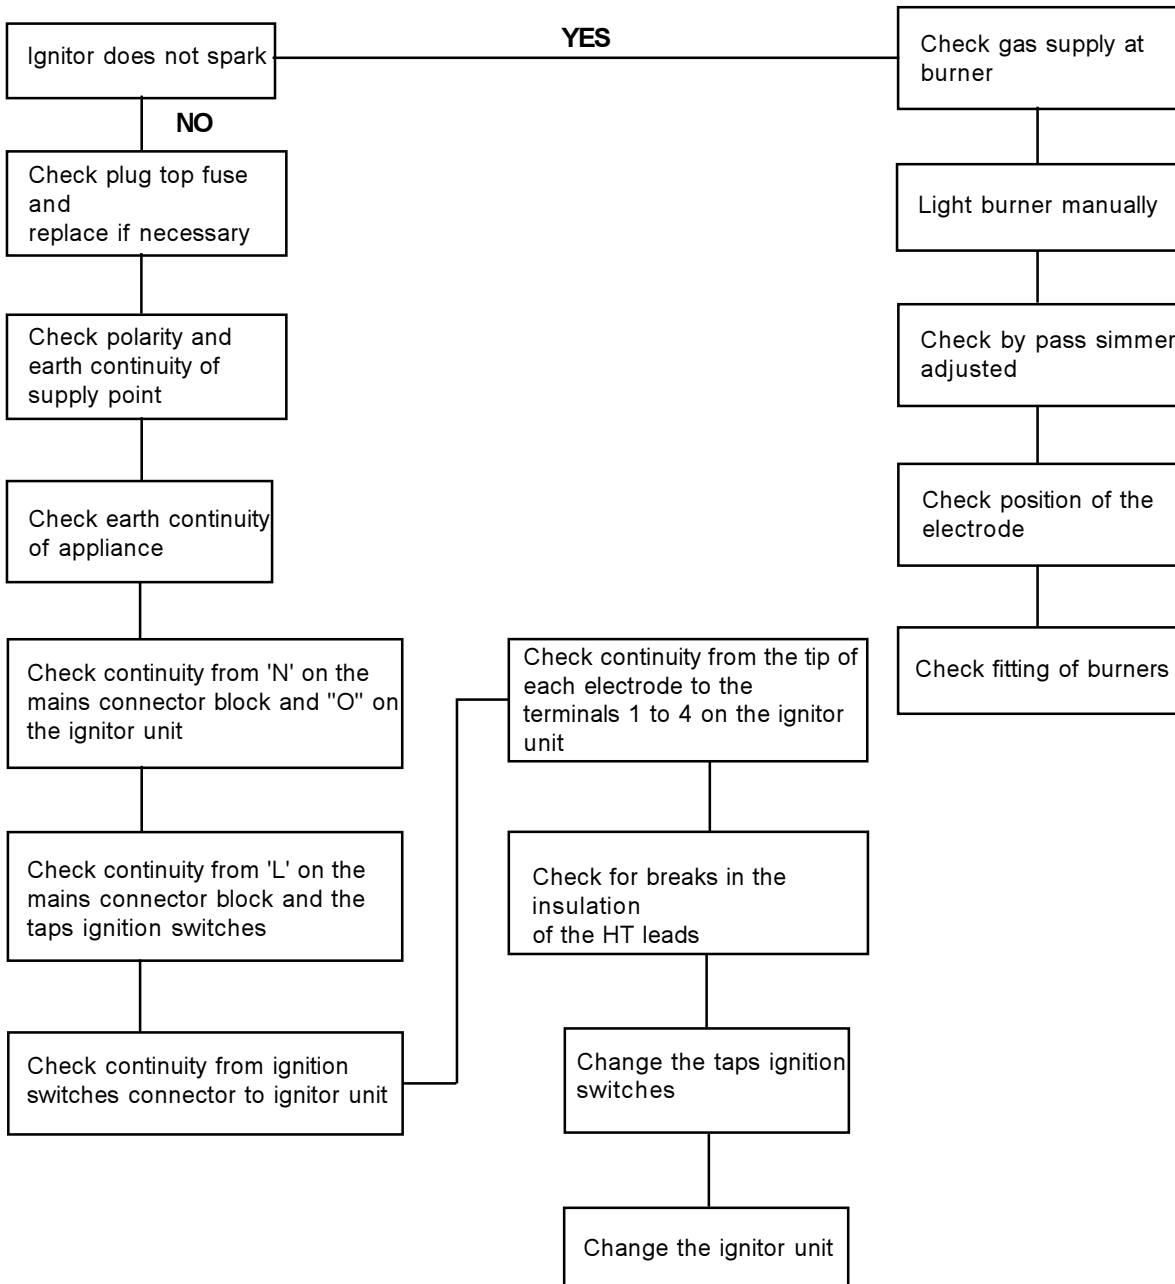 Ignitor does not spark
YES
Check gas supply at
burner
NO
Check plug top fuse
and
replace if necessary
Light burner manually
Check polarity and
earth continuity of
supply point
Check by pass simmer
adjusted
Check earth continuity
of appliance
Check position of the
electrode
Check continuity from 'N' on the
mains connector block and "O" on
the ignitor unit
Check continuity from the tip of
each electrode to the
terminals 1 to 4 on the ignitor
unit
Check fitting of burners
Check continuity from 'L' on the
mains connector block and the
taps ignition switches
Check for breaks in the
insulation
of the HT leads
Check continuity from ignition
switches connector to ignitor unit
Change the taps ignition
switches
Change the ignitor unit